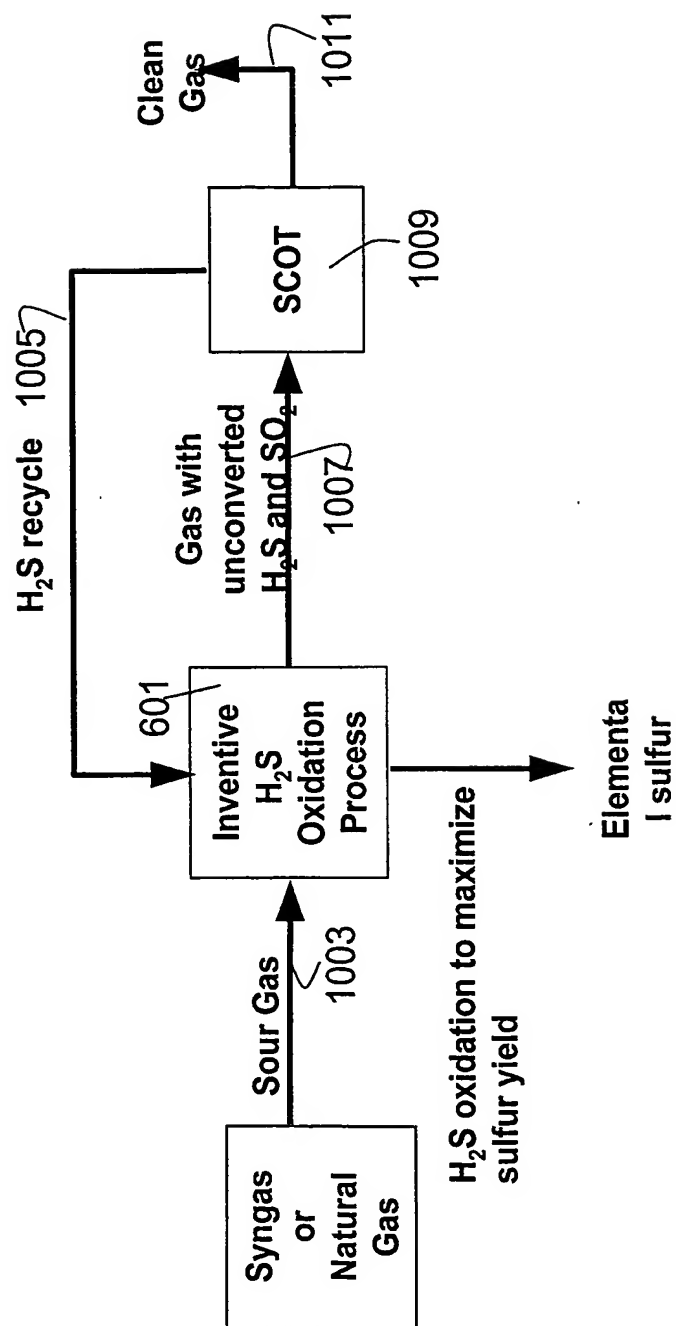 H₂S recycle
1005
Clean
Gas
1011
Syngas
or
Natural
Gas
Sour Gas
1003
601
Inventive
H₂S
Oxidation
Process
Gas with
unconverted
H₂S and SO₂
1007
SCOT
1009
H₂S oxidation to maximize
sulfur yield
Elementa
l sulfur